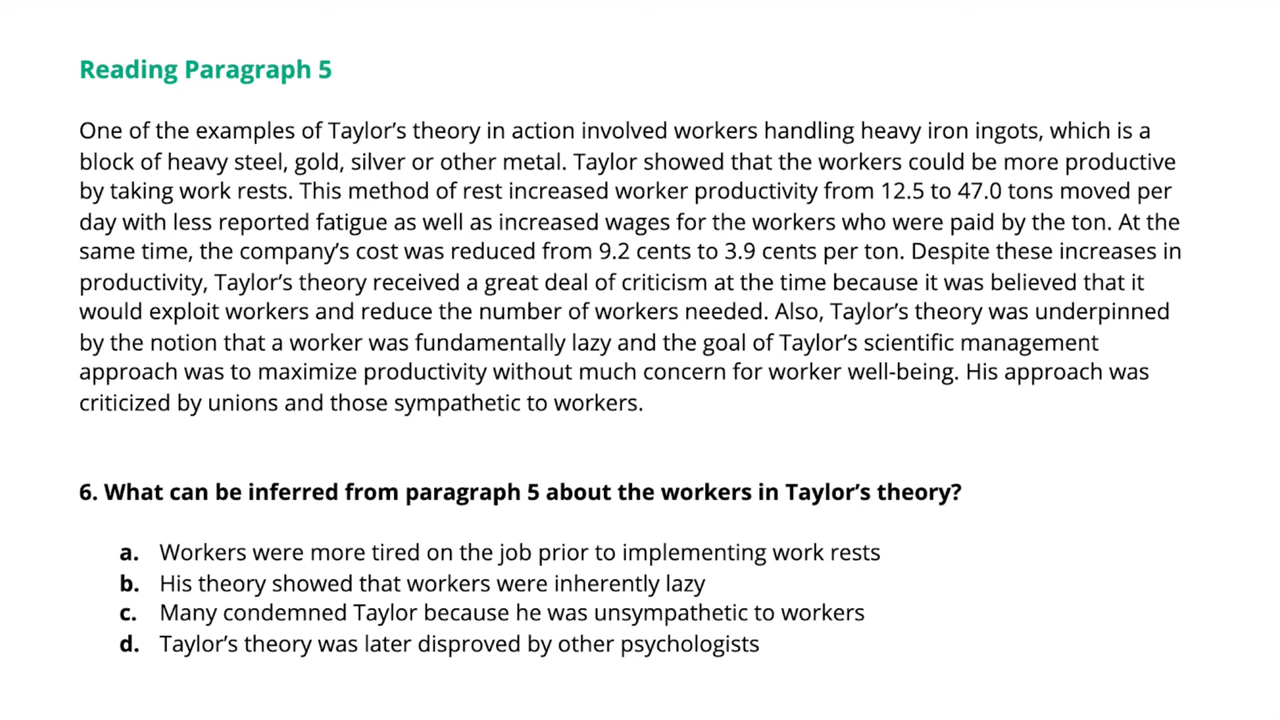 Reading Paragraph 5
One of the examples of Taylor’s theory in action involved workers handling heavy iron ingots, which is a
block of heavy steel, gold, silver or other metal. Taylor showed that the workers could be more productive
by taking work rests. This method of rest increased worker productivity from 12.5 to 47.0 tons moved per
day with less reported fatigue as well as increased wages for the workers who were paid by the ton. At the
same time, the company’s cost was reduced from 9.2 cents to 3.9 cents per ton. Despite these increases in
productivity, Taylor’s theory received a great deal of criticism at the time because it was believed that it
would exploit workers and reduce the number of workers needed. Also, Taylor’s theory was underpinned
by the notion that a worker was fundamentally lazy and the goal of Taylor’s scientific management
approach was to maximize productivity without much concern for worker well-being. His approach was
criticized by unions and those sympathetic to workers.
6. What can be inferred from paragraph 5 about the workers in Taylor’s theory?
a. Workers were more tired on the job prior to implementing work rests
b. His theory showed that workers were inherently lazy
c. Many condemned Taylor because he was unsympathetic to workers
d. Taylor’s theory was later disproved by other psychologists